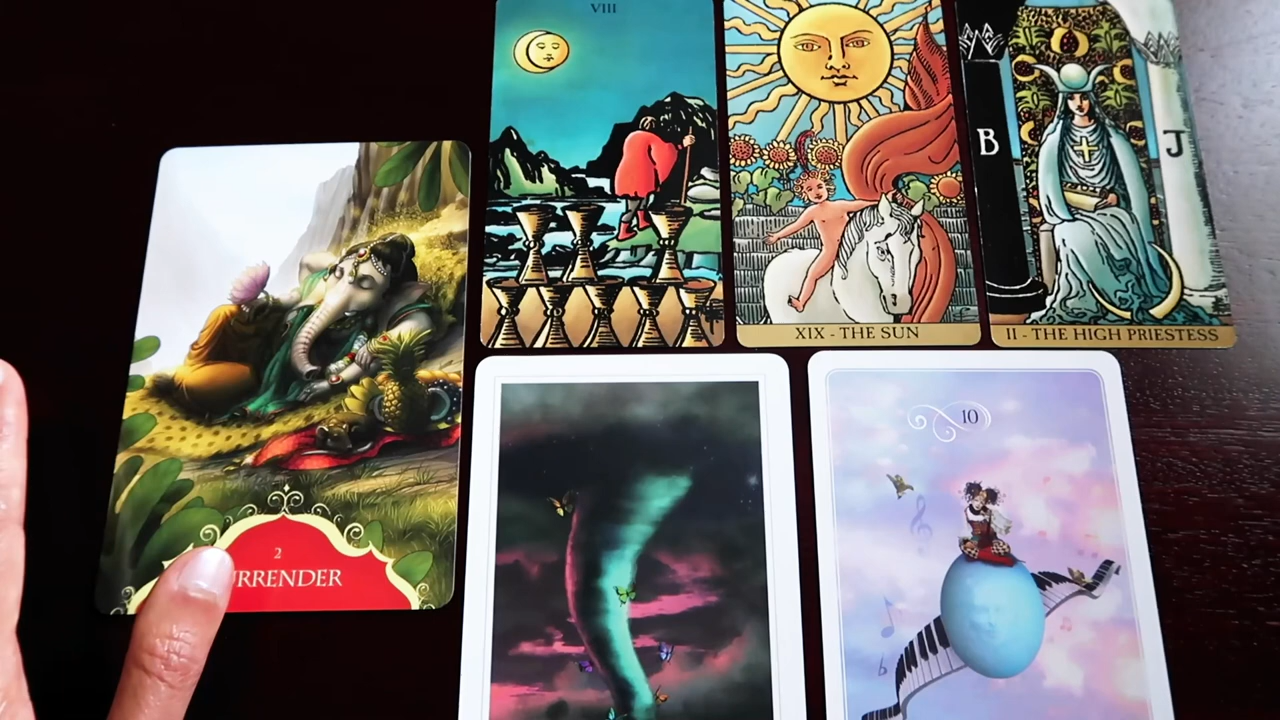 VIII
XIX - THE SUN
B
J
II - THE HIGH PRIESTESS
2
URRENDER
10